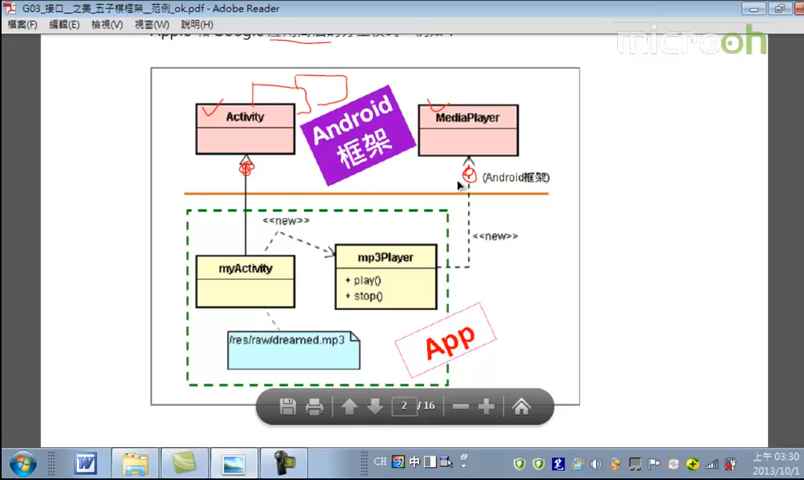 G03_接口__之美_五子棋框架__范例_ok.pdf - Adobe Reader
檔案(F) 編輯(E) 檢視(V) 視窗(W) 說明(H)
microoh
Activity
Android
框架
MediaPlayer
(Android框架)
<<new>>
<<new>>
myActivity
mp3Player
+ play()
+ stop()
/res/raw/dreamed.mp3
App
2 / 16
CH 中
上午 03:30
2013/10/1